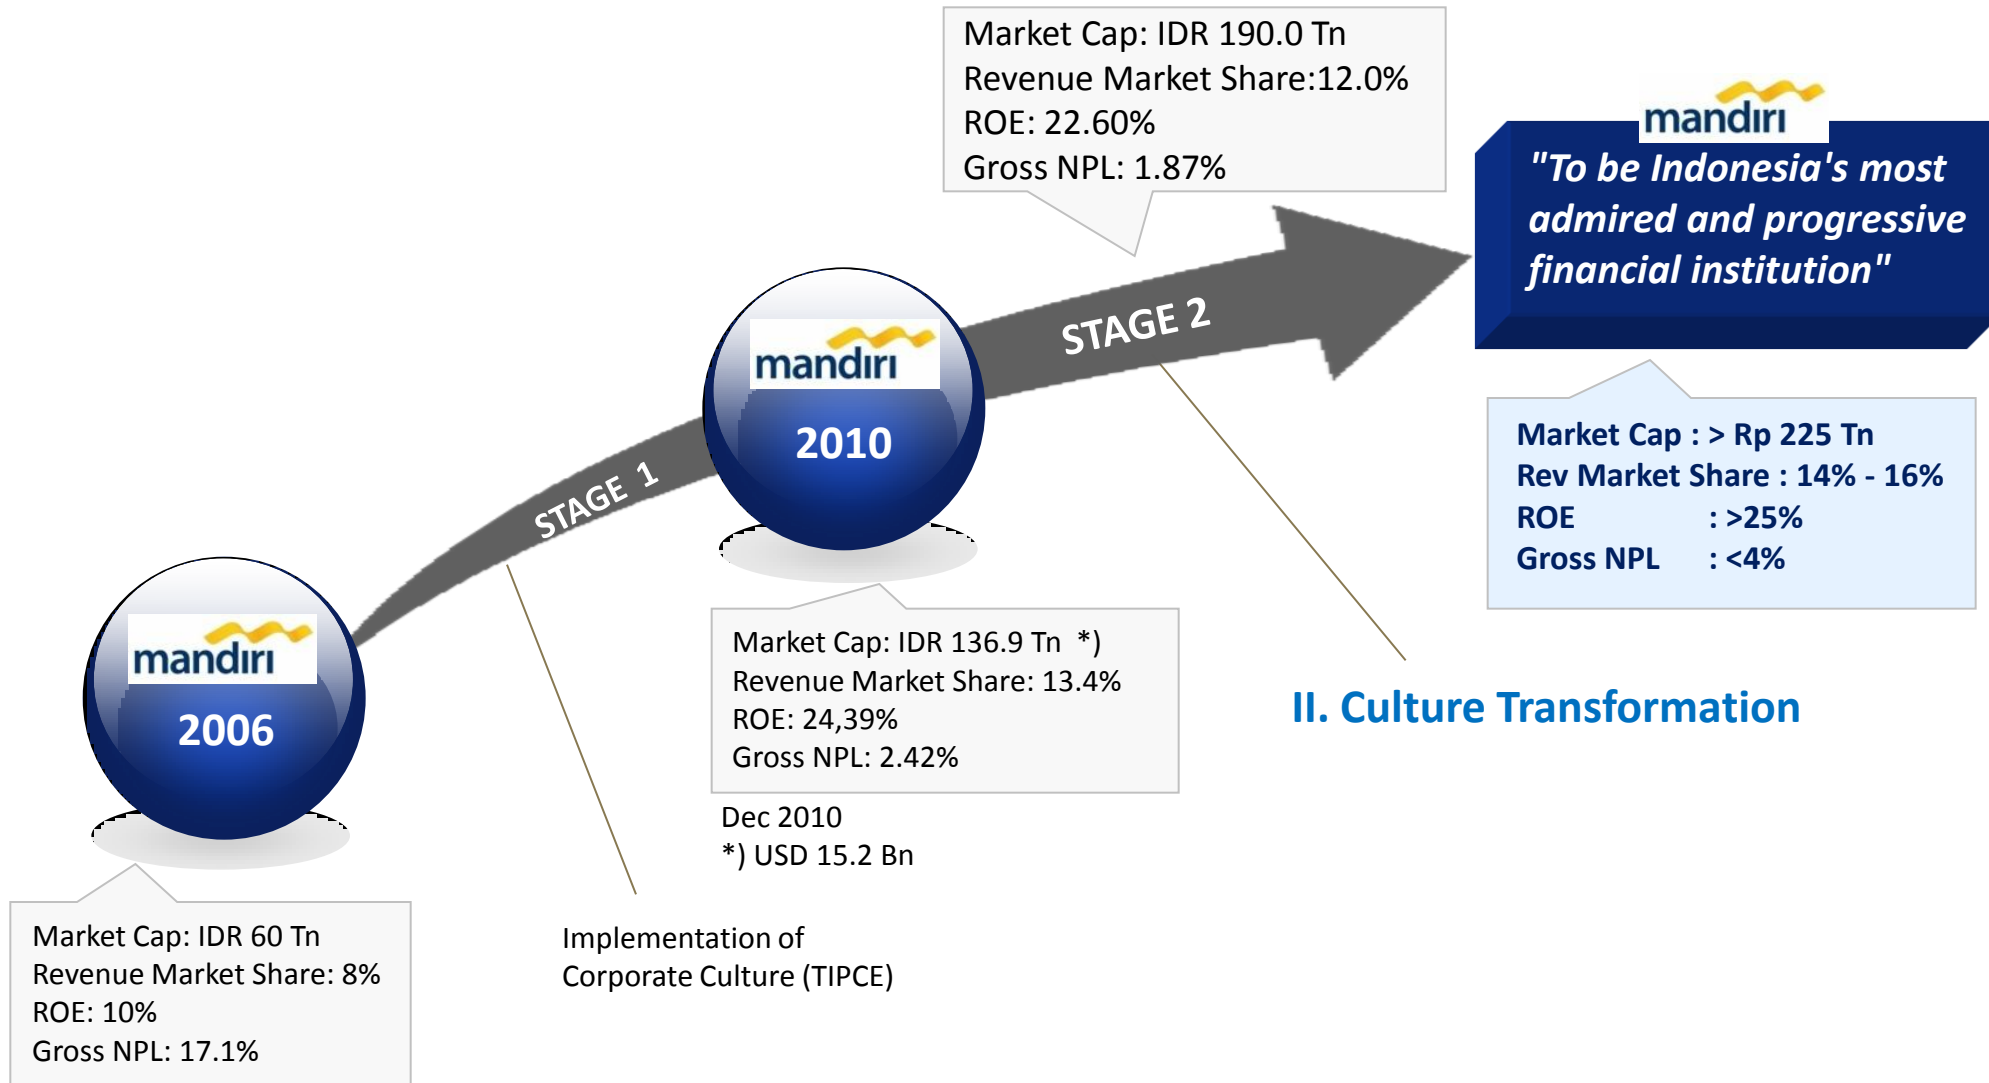 Market Cap: IDR 190.0 Tn
Revenue Market Share:12.0%
ROE: 22.60%
Gross NPL: 1.87%
mandiri
"To be Indonesia's most
admired and progressive
financial institution"
STAGE 2
mandiri
2010
Market Cap : > Rp 225 Tn
Rev Market Share : 14% - 16%
ROE : >25%
Gross NPL : <4%
STAGE 1
mandiri
2006
Market Cap: IDR 136.9 Tn *)
Revenue Market Share: 13.4%
ROE: 24,39%
Gross NPL: 2.42%
Dec 2010
*) USD 15.2 Bn
II. Culture Transformation
Market Cap: IDR 60 Tn
Revenue Market Share: 8%
ROE: 10%
Gross NPL: 17.1%
Implementation of
Corporate Culture (TIPCE)